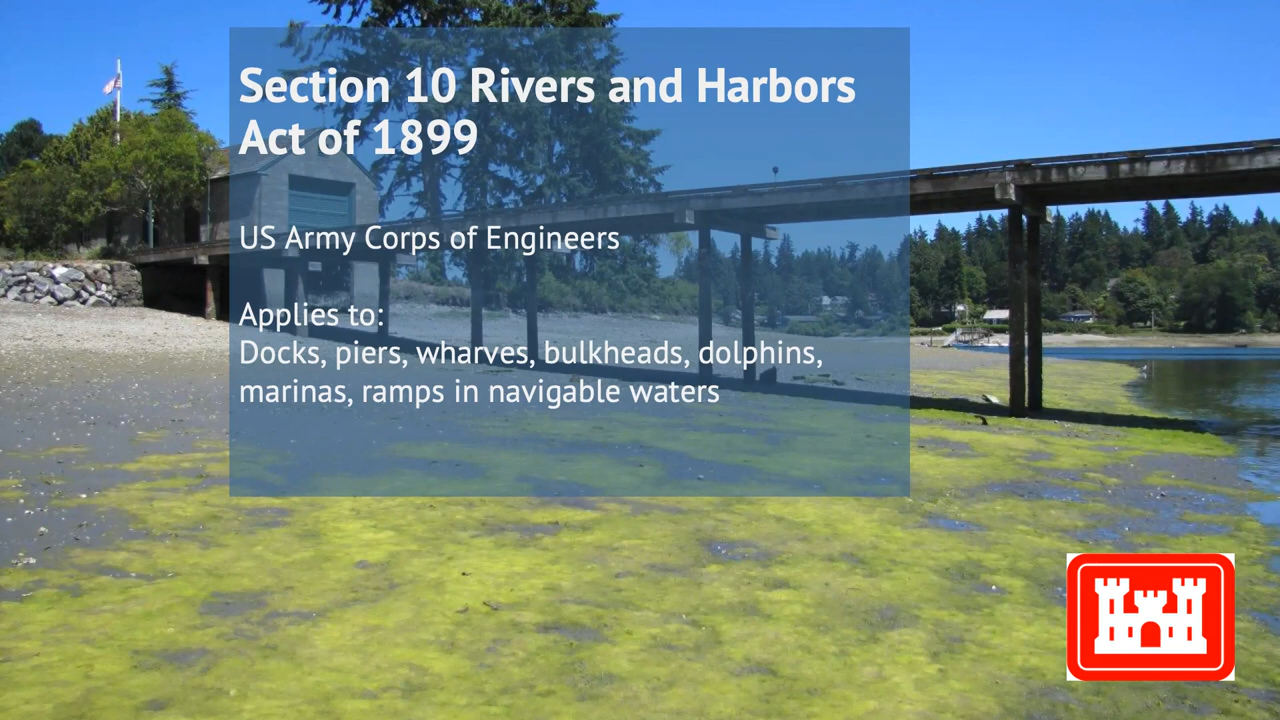 Section 10 Rivers and Harbors
Act of 1899
US Army Corps of Engineers
Applies to:
Docks, piers, wharves, bulkheads, dolphins,
marinas, ramps in navigable waters